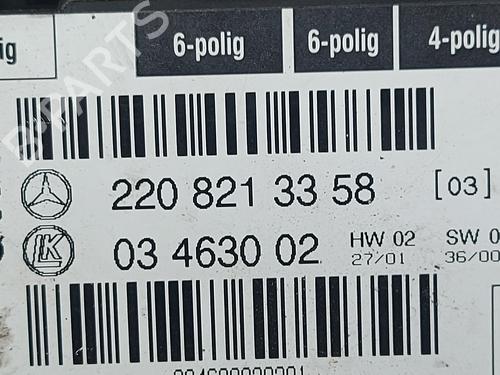 6-polig
6-polig
4-polig
220 821 33 58
[03]
03 4630 02
HW 02
27/01
SW 0
36/00